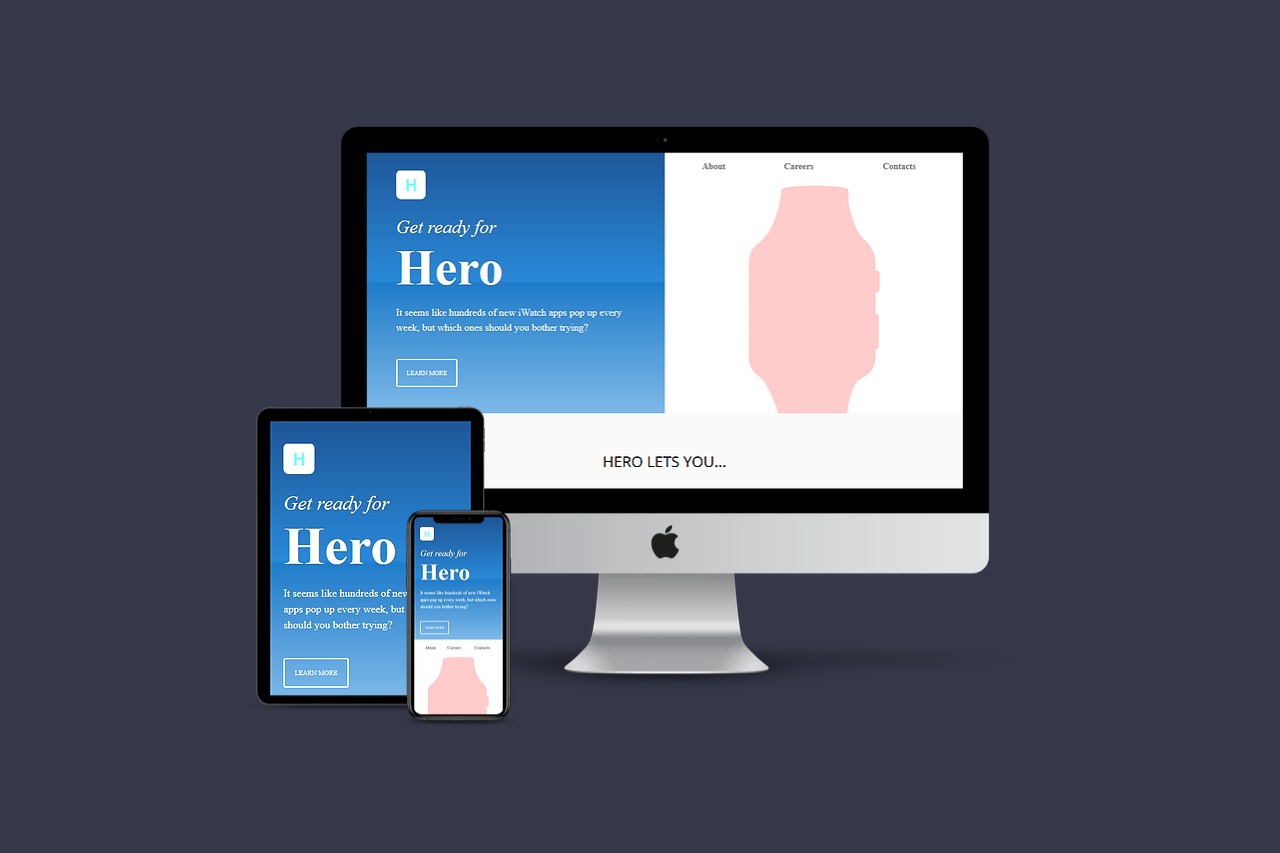 H
Get ready for
Hero
It seems like hundreds of new iWatch apps pop up every
week, but which ones should you bother trying?
LEARN MORE
About Careers Contacts
HERO LETS YOU...
H
Get ready for
Hero
It seems like hundreds of new
apps pop up every week, but
should you bother trying?
LEARN MORE
H
Get ready for
Hero
It seems like hundreds of new iWatch
apps pop up every week, but which ones
should you bother trying?
LEARN MORE
About Careers Contacts